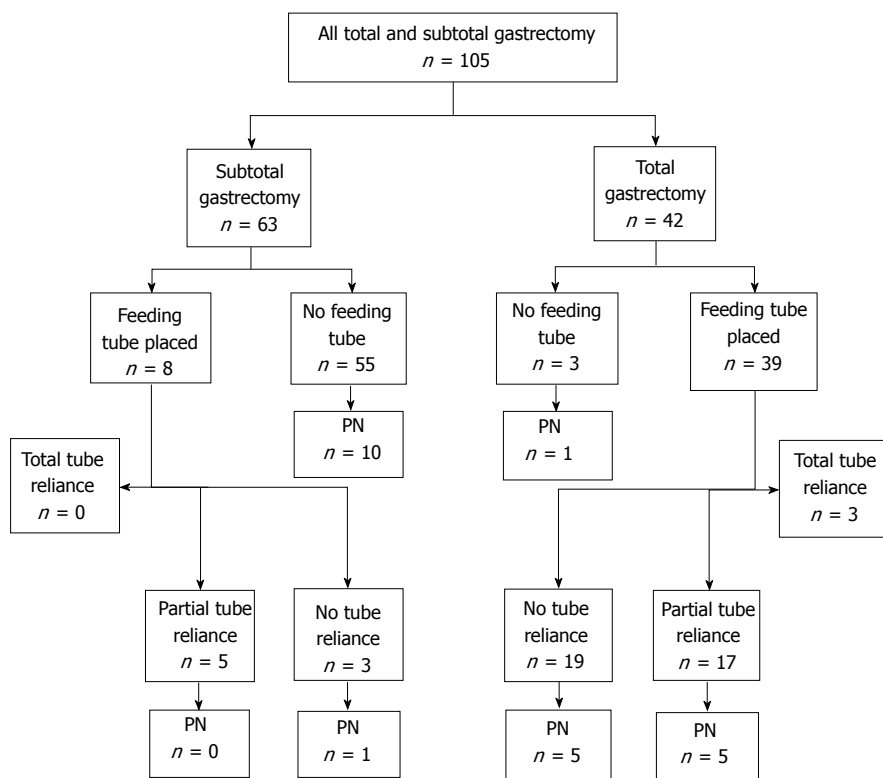 All total and subtotal gastrectomy
n = 105
Subtotal
gastrectomy
n = 63
Total
gastrectomy
n = 42
Feeding
tube placed
n = 8
No feeding
tube
n = 55
No feeding
tube
n = 3
Feeding tube
placed
n = 39
PN
n = 10
PN
n = 1
Total tube
reliance
n = 0
Total tube
reliance
n = 3
Partial tube
reliance
n = 5
No tube
reliance
n = 3
No tube
reliance
n = 19
Partial tube
reliance
n = 17
PN
n = 0
PN
n = 1
PN
n = 5
PN
n = 5